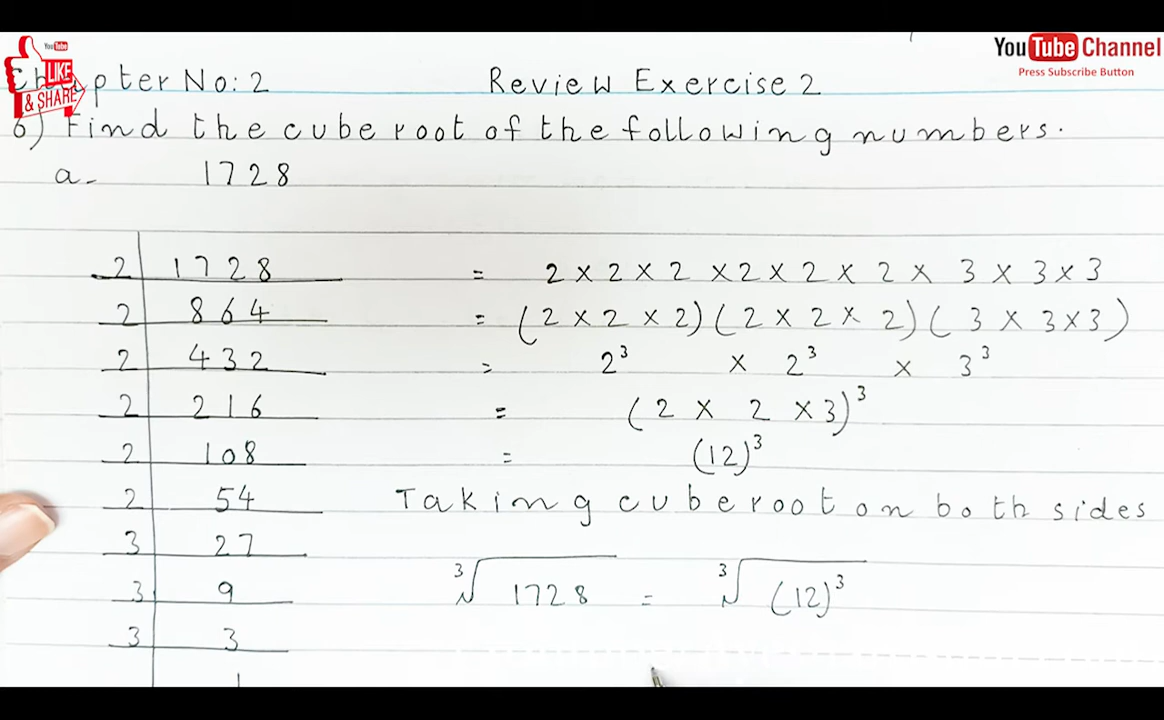 YouTube
LIKE
& SHARE
YouTube Channel
Press Subscribe Button
Chapter No: 2 Review Exercise 2
6) Find the cube root of the following numbers.
a- 1728
2 | 1728 = 2 × 2 × 2 × 2 × 2 × 2 × 3 × 3 × 3
2 | 864 = (2 × 2 × 2) (2 × 2 × 2) (3 × 3 × 3)
2 | 432 = 2³ × 2³ × 3³
2 | 216 = (2 × 2 × 3)³
2 | 108 = (12)³
2 | 54 Taking cube root on both sides
3 | 27
3 | 9 ∛1728 = ∛(12)³
3 | 3
1